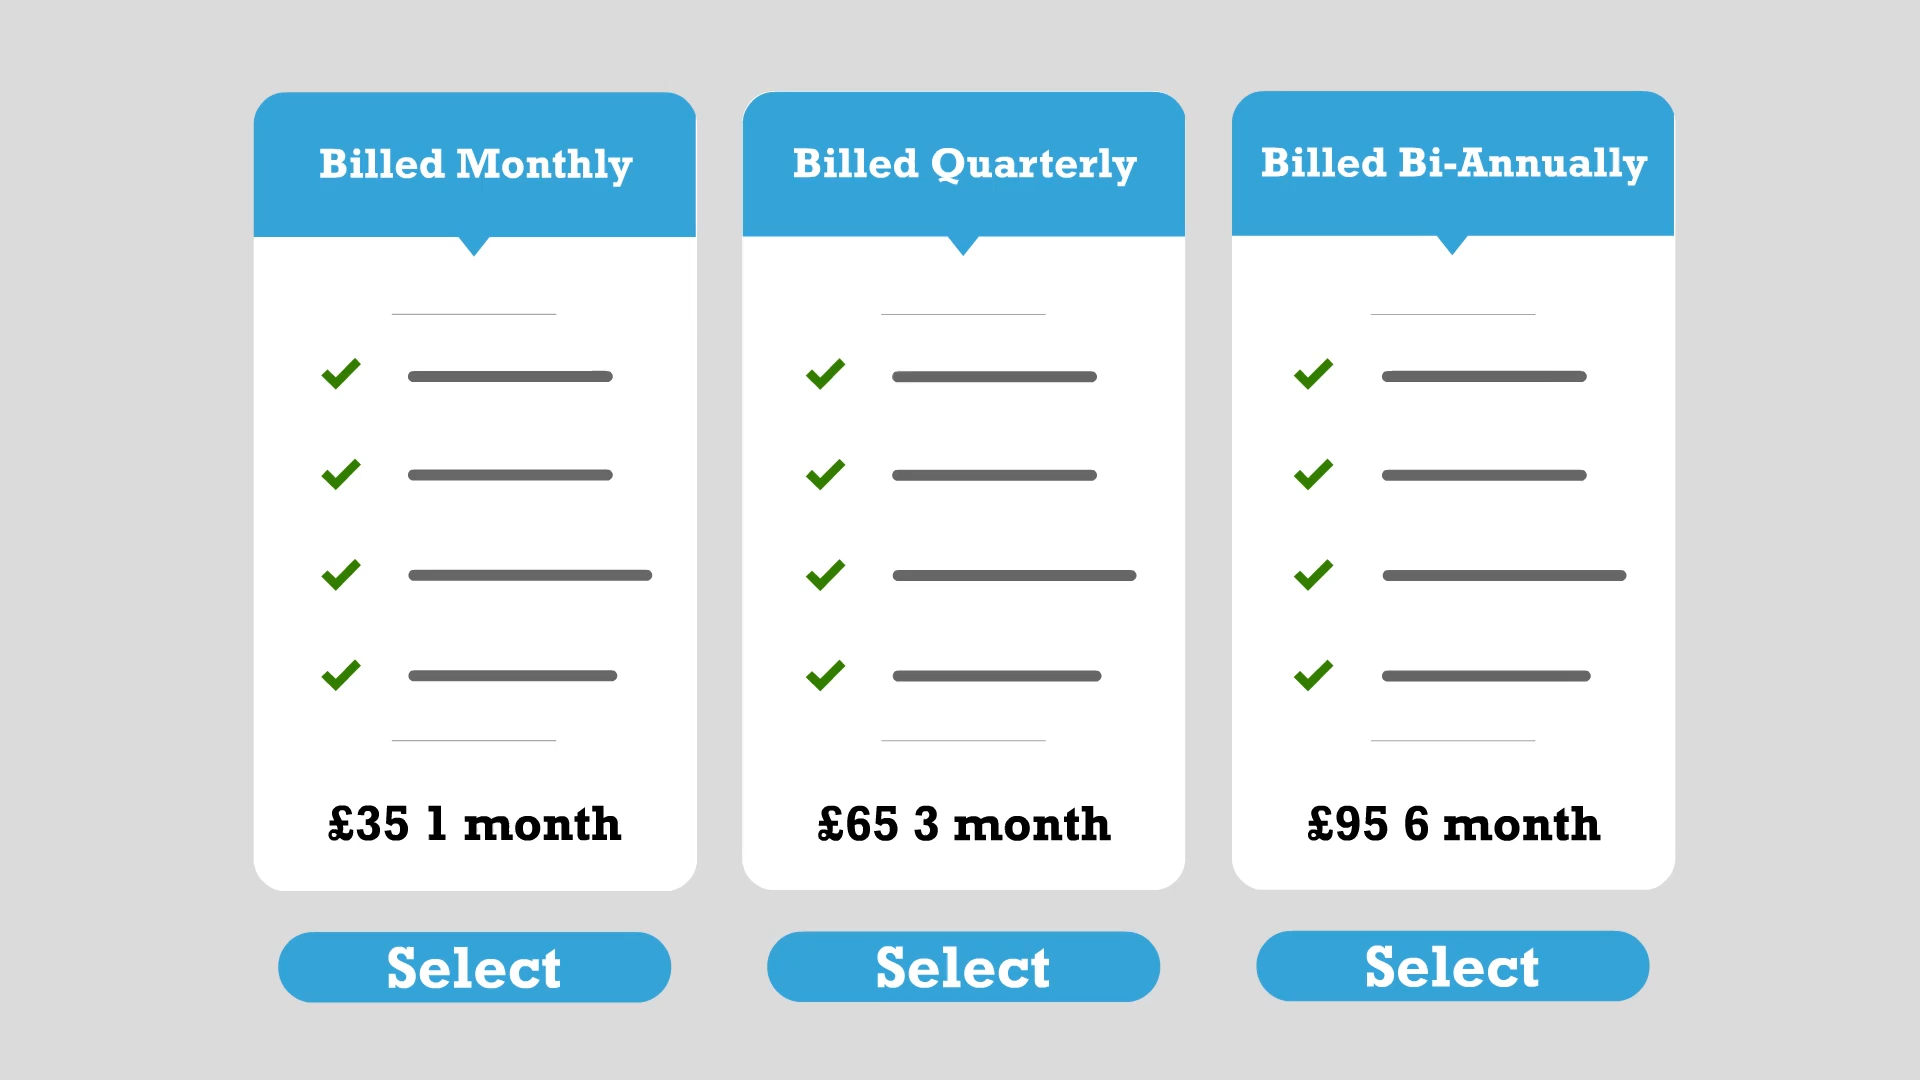 Billed Monthly
£35 1 month
Select
Billed Quarterly
£65 3 month
Select
Billed Bi-Annually
£95 6 month
Select